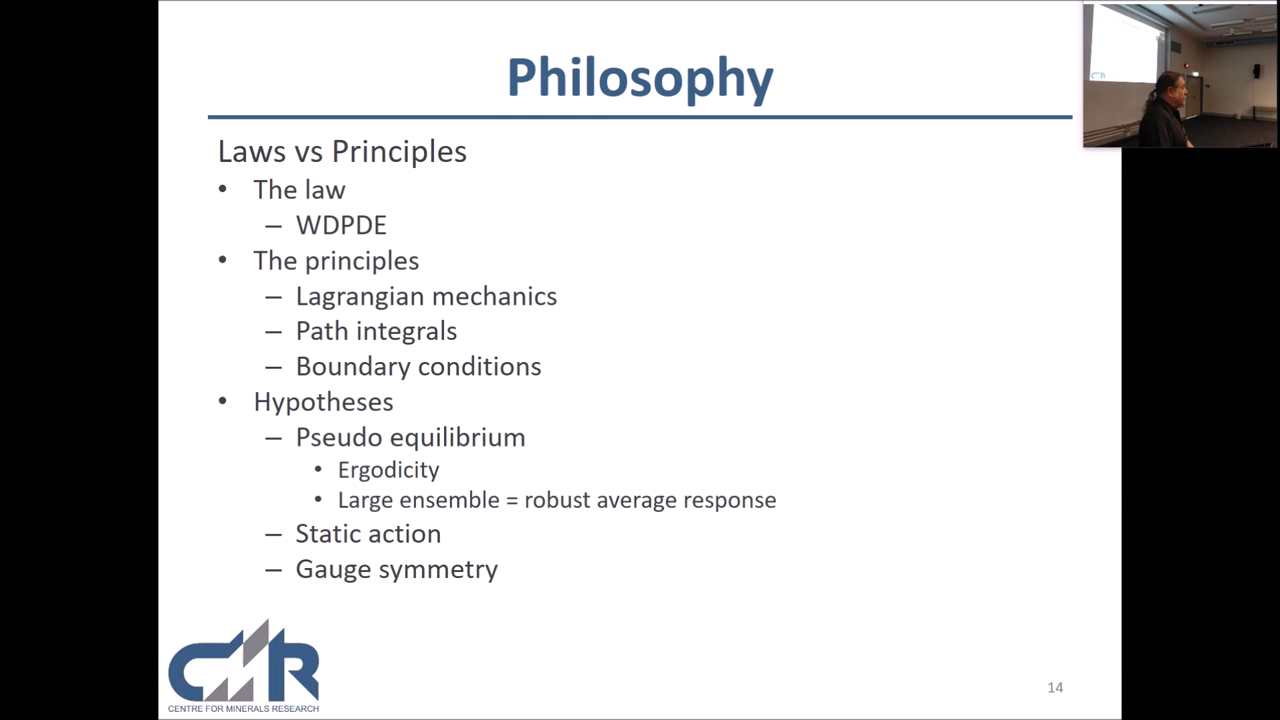 Philosophy
Laws vs Principles
• The law
– WDPDE
• The principles
– Lagrangian mechanics
– Path integrals
– Boundary conditions
• Hypotheses
– Pseudo equilibrium
• Ergodicity
• Large ensemble = robust average response
– Static action
– Gauge symmetry
CMR
CENTRE FOR MINERALS RESEARCH
14